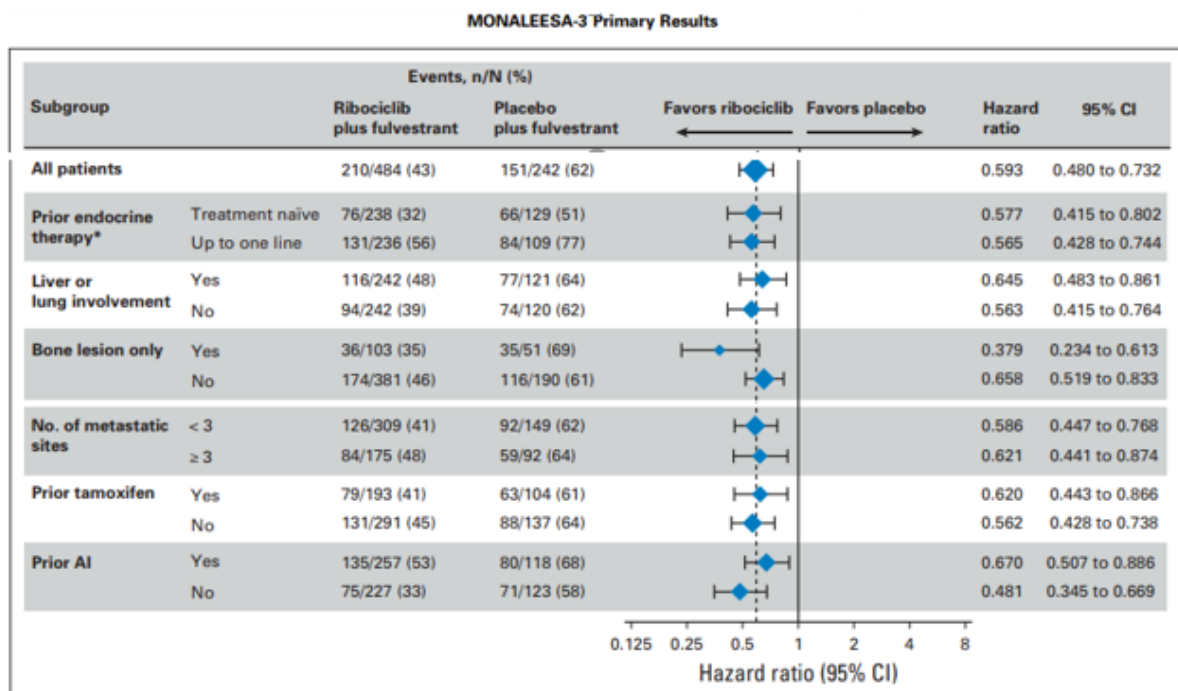 MONALEESA-3 Primary Results
Events, n/N (%)
Subgroup Ribociclib plus fulvestrant Placebo plus fulvestrant Favors ribociclib Favors placebo Hazard ratio 95% CI
All patients 210/484 (43) 151/242 (62) 0.593 0.480 to 0.732
Prior endocrine therapy* Treatment naïve 76/238 (32) 66/129 (51) 0.577 0.415 to 0.802
Up to one line 131/236 (56) 84/109 (77) 0.565 0.428 to 0.744
Liver or lung involvement Yes 116/242 (48) 77/121 (64) 0.645 0.483 to 0.861
No 94/242 (39) 74/120 (62) 0.563 0.415 to 0.764
Bone lesion only Yes 36/103 (35) 35/51 (69) 0.379 0.234 to 0.613
No 174/381 (46) 116/190 (61) 0.658 0.519 to 0.833
No. of metastatic sites < 3 126/309 (41) 92/149 (62) 0.586 0.447 to 0.768
≥ 3 84/175 (48) 59/92 (64) 0.621 0.441 to 0.874
Prior tamoxifen Yes 79/193 (41) 63/104 (61) 0.620 0.443 to 0.866
No 131/291 (45) 88/137 (64) 0.562 0.428 to 0.738
Prior AI Yes 135/257 (53) 80/118 (68) 0.670 0.507 to 0.886
No 75/227 (33) 71/123 (58) 0.481 0.345 to 0.669
0.125 0.25 0.5 1 2 4 8
Hazard ratio (95% CI)